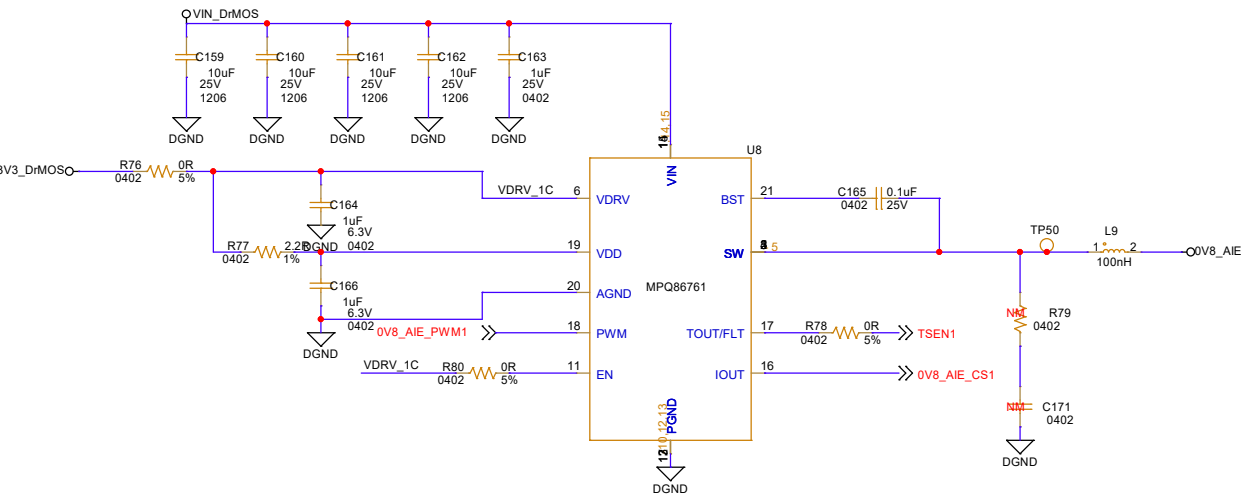 VIN_DrMOS
C159
10uF
25V
1206
DGND
C160
10uF
25V
1206
DGND
C161
10uF
25V
1206
DGND
C162
10uF
25V
1206
DGND
C163
1uF
25V
0402
DGND
3V3_DrMOS
R76
0402
0R
5%
C164
1uF
6.3V
0402
DGND
R77
0402
2.2R
1%
C166
1uF
6.3V
0402
DGND
VDRV_1C
0V8_AIE_PWM1
VDRV_1C
R80
0402
0R
5%
U8
MPQ86761
VIN
6
VDRV
19
VDD
20
AGND
18
PWM
11
EN
PGND
DGND
BST
21
SW
TOUT/FLT
17
IOUT
16
C165
0402
0.1uF
25V
R78
0402
0R
5%
TSEN1
0V8_AIE_CS1
TP50
L9
1
2
100nH
0V8_AIE
NM
R79
0402
NM
C171
0402
DGND